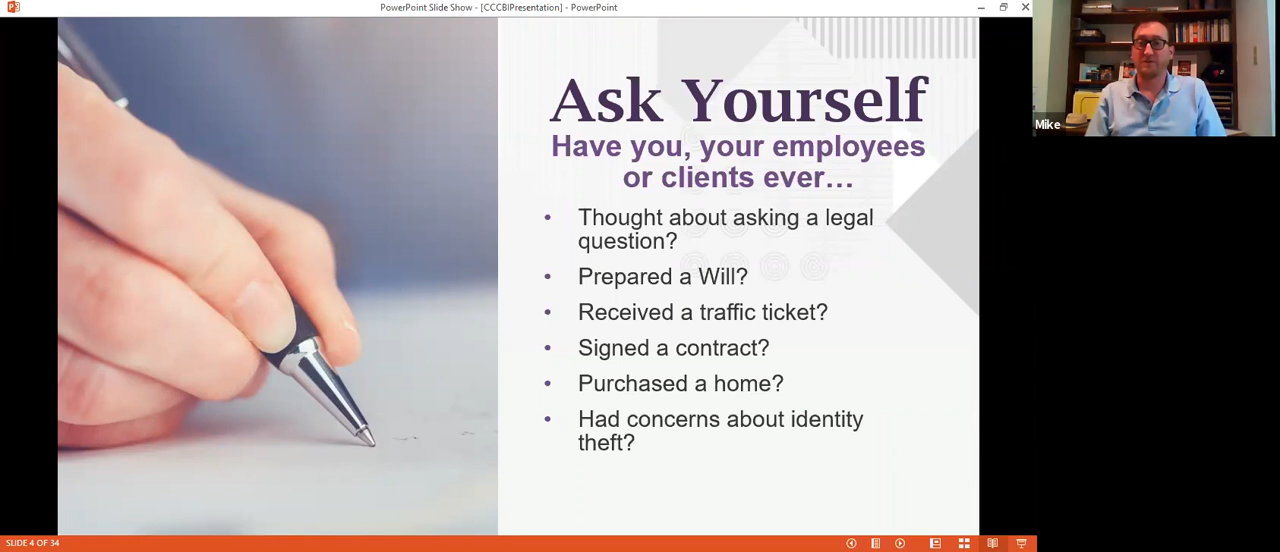 PowerPoint Slide Show - [CCCBIPresentation] - PowerPoint
Mike
Ask Yourself
Have you, your employees
or clients ever…
• Thought about asking a legal
question?
• Prepared a Will?
• Received a traffic ticket?
• Signed a contract?
• Purchased a home?
• Had concerns about identity
theft?
SLIDE 4 OF 34